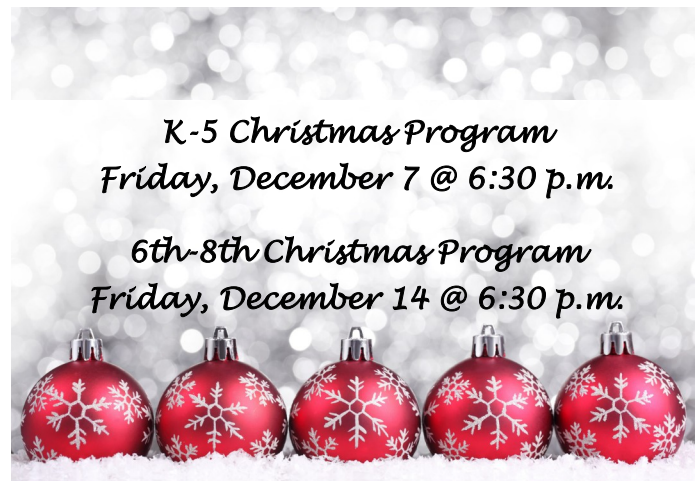 K-5 Christmas Program
Friday, December 7 @ 6:30 p.m.
6th-8th Christmas Program
Friday, December 14 @ 6:30 p.m.